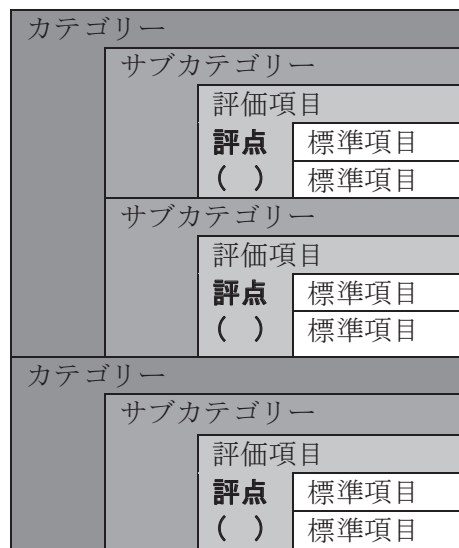 カテゴリー
サブカテゴリー
評価項目
評点 標準項目
( ) 標準項目
サブカテゴリー
評価項目
評点 標準項目
( ) 標準項目
カテゴリー
サブカテゴリー
評価項目
評点 標準項目
( ) 標準項目